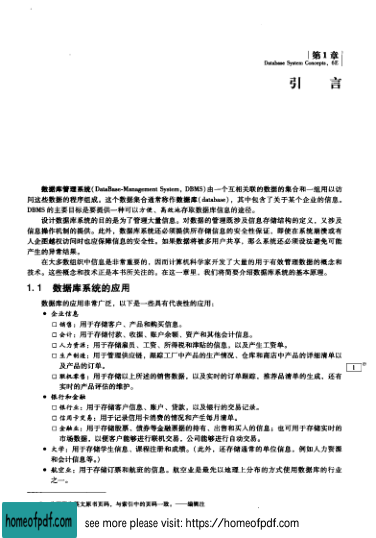 第1章
Database System Concepts, 6E
引 言
数据库管理系统(DataBase-Management System, DBMS)由一个互相关联的数据的集合和一组用以访
问这些数据的程序组成。这个数据集合通常称作数据库(database),其中包含了关于某个企业的信息。
DBMS的主要目标是要提供一种可以方便、高效地存取数据库信息的途径。
设计数据库系统的目的是为了管理大量信息。对数据的管理既涉及信息存储结构的定义,又涉及
信息操作机制的提供。此外,数据库系统还必须提供所存储信息的安全性保证,即使在系统崩溃或有
人企图越权访问时也应保障信息的安全性。如果数据将被多用户共享,那么系统还必须设法避免可能
产生的异常结果。
在大多数组织中信息是非常重要的,因而计算机科学家开发了大量的用于有效管理数据的概念和
技术。这些概念和技术正是本书所关注的。在这一章里,我们将简要介绍数据库系统的基本原理。
1.1 数据库系统的应用
数据库的应用非常广泛,以下是一些具有代表性的应用:
● 企业信息
□ 销售:用于存储客户、产品和购买信息。
□ 会计:用于存储付款、收据、账户余额、资产和其他会计信息。
□ 人力资源:用于存储雇员、工资、所得税和津贴的信息,以及产生工资单。
□ 生产制造:用于管理供应链,跟踪工厂中产品的生产情况、仓库和商店中产品的详细清单以
及产品的订单。
1
□ 联机零售:用于存储以上所述的销售数据,以及实时的订单跟踪,推荐品清单的生成,还有
实时的产品评估的维护。
● 银行和金融
□ 银行业:用于存储客户信息、账户、贷款,以及银行的交易记录。
□ 信用卡交易:用于记录信用卡消费的情况和产生每月清单。
□ 金融业:用于存储股票、债券等金融票据的持有、出售和买入的信息;也可用于存储实时的
市场数据,以便客户能够进行联机交易,公司能够进行自动交易。
● 大学:用于存储学生信息、课程注册和成绩。(此外,还存储通常的单位信息,例如人力资源
和会计信息等。)
● 航空业:用于存储订票和航班的信息。航空业是最先以地理上分布的方式使用数据库的行业
之一。
英文原书页码,与索引中的页码一致。——编辑注
homeofpdf.com
see more please visit: https://homeofpdf.com